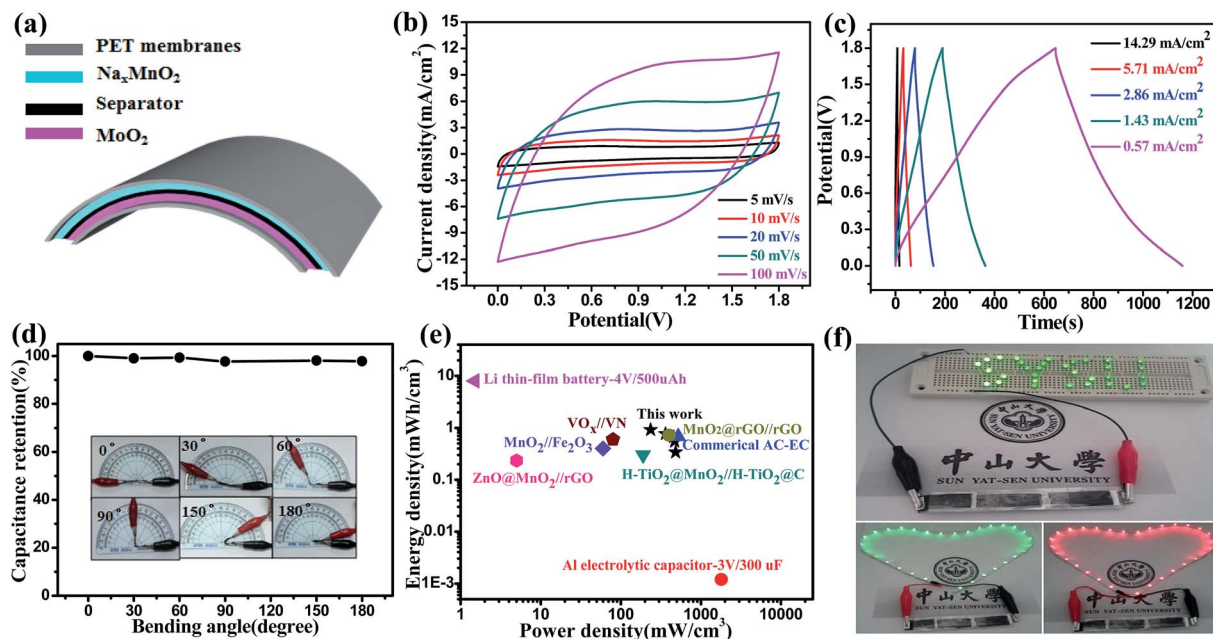 (a)
PET membranes
NaₓMnO₂
Separator
MoO₂
(b)
Current density(mA/cm²)
15
12
9
6
3
0
-3
-6
-9
-12
-15
5 mV/s
10 mV/s
20 mV/s
50 mV/s
100 mV/s
0.0 0.3 0.6 0.9 1.2 1.5 1.8
Potential(V)
(c)
Potential(V)
1.8
1.5
1.2
0.9
0.6
0.3
0.0
14.29 mA/cm²
5.71 mA/cm²
2.86 mA/cm²
1.43 mA/cm²
0.57 mA/cm²
0 200 400 600 800 1000 1200
Time(s)
(d)
Capacitance retention(%)
100
80
60
40
20
0
0° 30° 60°
90° 150° 180°
0 30 60 90 120 150 180
Bending angle(degree)
(e)
Energy density(mWh/cm³)
10
1
0.1
0.01
1E-3
Li thin-film battery-4V/500uAh
VOₓ//VN
This work
MnO₂@rGO//rGO
MnO₂//Fe₂O₃
Commerical AC-EC
ZnO@MnO₂//rGO
H-TiO₂@MnO₂//H-TiO₂@C
Al electrolytic capacitor-3V/300 uF
1 10 100 1000 10000
Power density(mW/cm³)
(f)
中山大學
SUN YAT-SEN UNIVERSITY
中山大學
中山大學